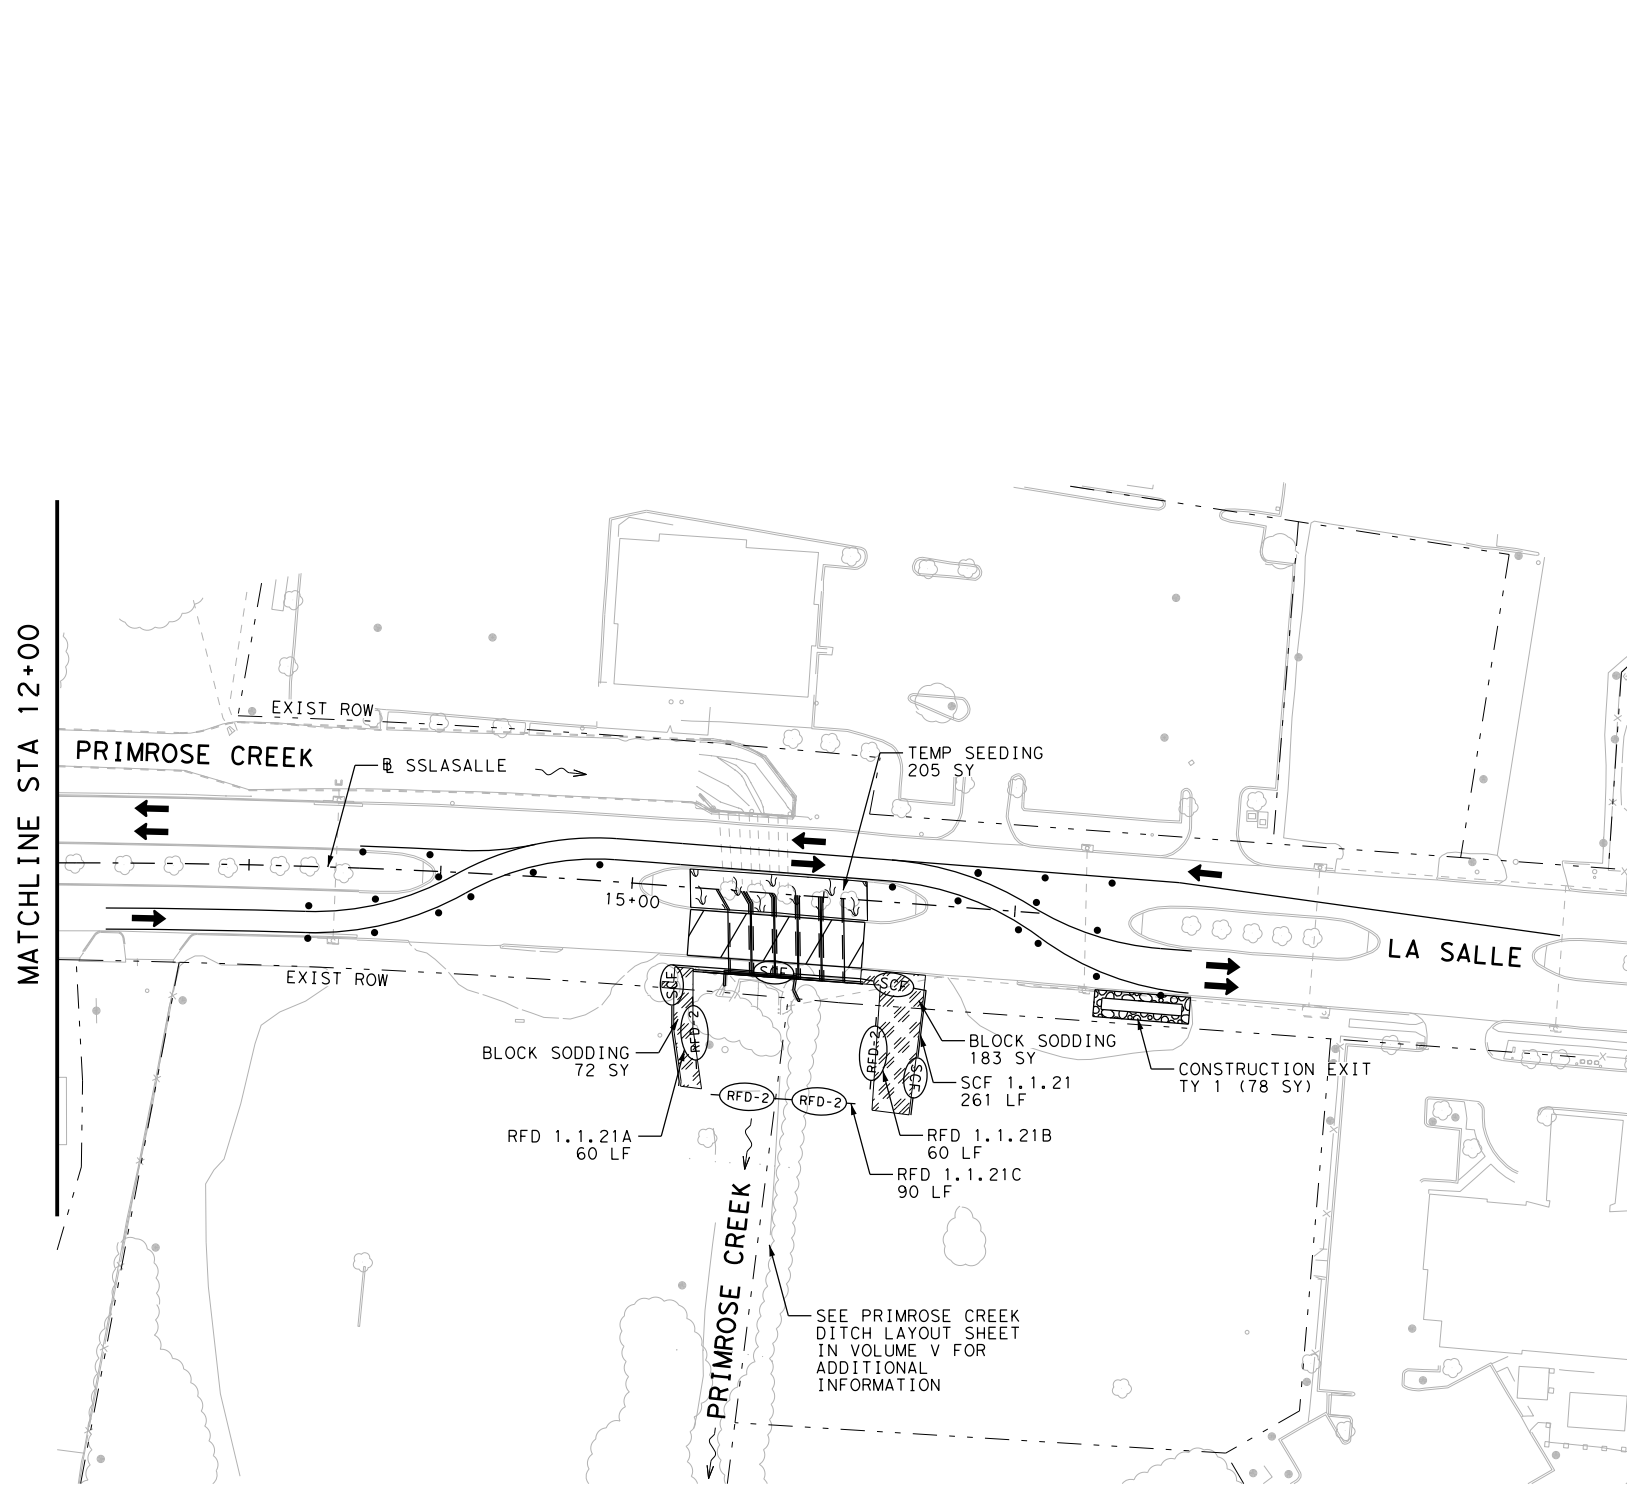 MATCHLINE STA 12+00
EXIST ROW
PRIMROSE CREEK
℄ SSLASALLE
TEMP SEEDING
205 SY
15+00
LA SALLE
EXIST ROW
SCF
SCF
SCF
RFD-2
RFD-2
SCF
BLOCK SODDING
72 SY
BLOCK SODDING
183 SY
CONSTRUCTION EXIT
TY 1 (78 SY)
SCF 1.1.21
261 LF
RFD-2
RFD-2
RFD 1.1.21A
60 LF
RFD 1.1.21B
60 LF
RFD 1.1.21C
90 LF
PRIMROSE CREEK
SEE PRIMROSE CREEK
DITCH LAYOUT SHEET
IN VOLUME V FOR
ADDITIONAL
INFORMATION